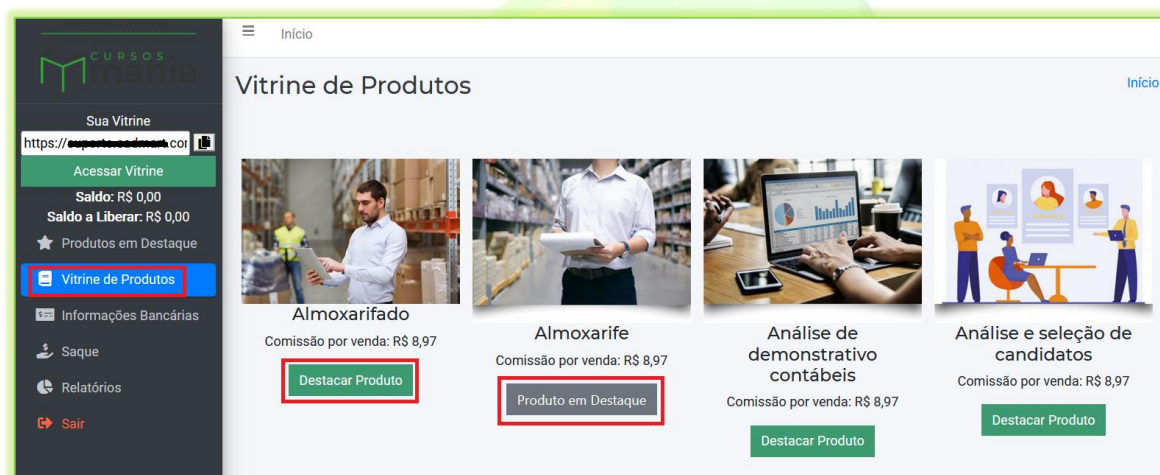 CURSOS
mania
Sua Vitrine
https://
Acessar Vitrine
Saldo: R$ 0,00
Saldo a Liberar: R$ 0,00
Produtos em Destaque
Vitrine de Produtos
Informações Bancárias
Saque
Relatórios
Sair
Início
Vitrine de Produtos
Início
Almoxarifado
Comissão por venda: R$ 8,97
Destacar Produto
Almoxarife
Comissão por venda: R$ 8,97
Produto em Destaque
Análise de
demonstrativo
contábeis
Comissão por venda: R$ 8,97
Destacar Produto
Análise e seleção de
candidatos
Comissão por venda: R$ 8,97
Destacar Produto